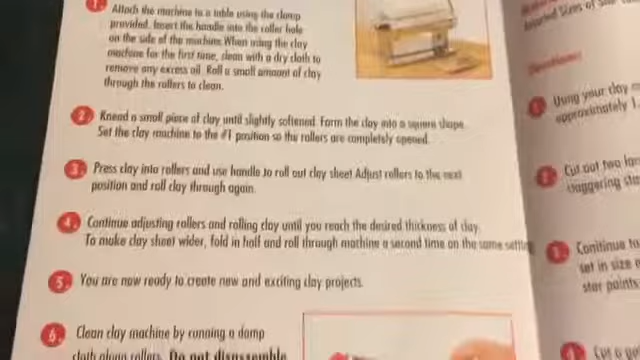 1. Attach the machine to a table using the clamp
provided. Insert the handle into the roller hole
on the side of the machine. When using the clay
machine for the first time, clean with a dry cloth to
remove any excess oil. Roll a small amount of clay
through the rollers to clean.
2. Knead a small piece of clay until slightly softened. Form the clay into a square shape.
Set the clay machine to the #1 position so the rollers are completely opened.
3. Press clay into rollers and use handle to roll out clay sheet Adjust rollers to the next
position and roll clay through again.
4. Continue adjusting rollers and rolling clay until you reach the desired thickness of clay.
To make clay sheet wider, fold in half and roll through machine a second time on the same setting
5. You are now ready to create new and exciting clay projects.
6. Clean clay machine by running a damp
cloth along rollers. Do not disassemble
Assorted Sizes of
Directions:
1. Using your clay
approximately
2. Cut out two
staggering
3. Continue to
set in size
star points
Cut a